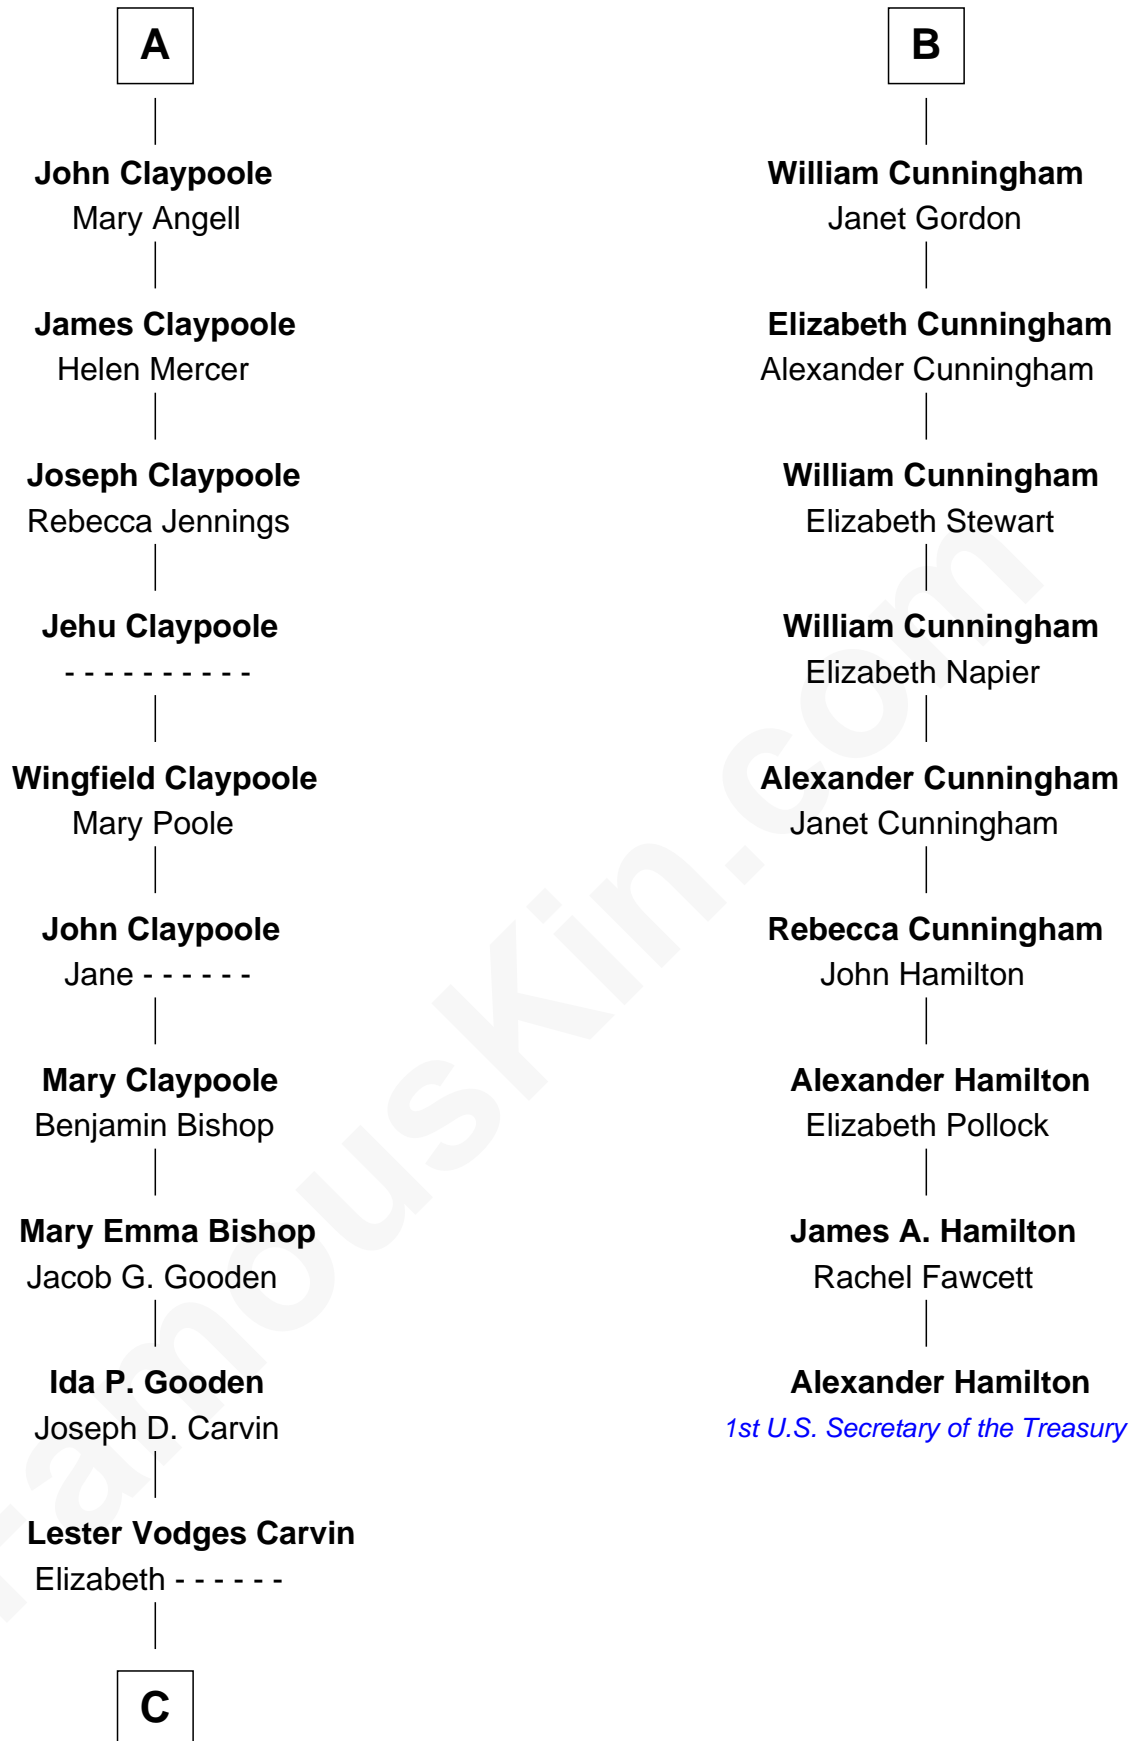 A
John Claypoole
Mary Angell
James Claypoole
Helen Mercer
Joseph Claypoole
Rebecca Jennings
Jehu Claypoole
- - - - - - - - - -
Wingfield Claypoole
Mary Poole
John Claypoole
Jane - - - - - -
Mary Claypoole
Benjamin Bishop
Mary Emma Bishop
Jacob G. Gooden
Ida P. Gooden
Joseph D. Carvin
Lester Vodges Carvin
Elizabeth - - - - - -
C
B
William Cunningham
Janet Gordon
Elizabeth Cunningham
Alexander Cunningham
William Cunningham
Elizabeth Stewart
William Cunningham
Elizabeth Napier
Alexander Cunningham
Janet Cunningham
Rebecca Cunningham
John Hamilton
Alexander Hamilton
Elizabeth Pollock
James A. Hamilton
Rachel Fawcett
Alexander Hamilton
1st U.S. Secretary of the Treasury
FamousKin.com